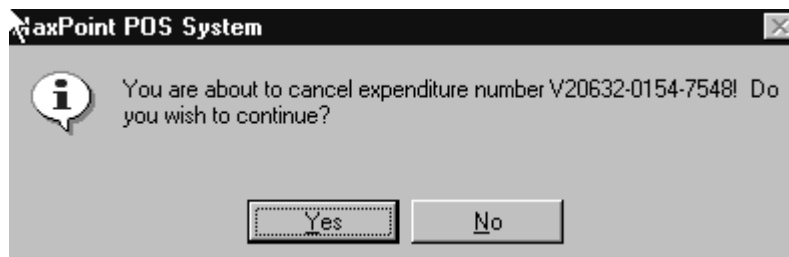 MaxPoint POS System
You are about to cancel expenditure number V20632-0154-7548! Do
you wish to continue?
Yes
No